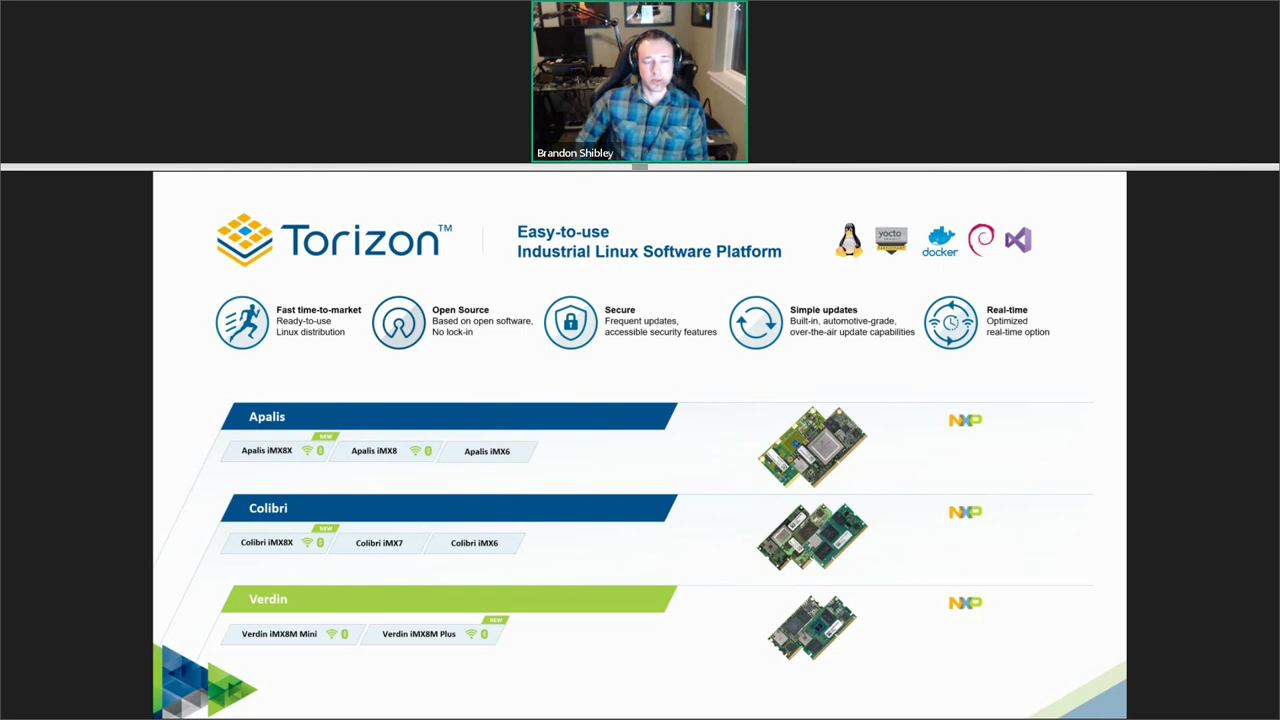 Brandon Shibley
Torizon™
Easy-to-use
Industrial Linux Software Platform
yocto
PROJECT
docker
Fast time-to-market
Ready-to-use
Linux distribution
Open Source
Based on open software,
No lock-in
Secure
Frequent updates,
accessible security features
Simple updates
Built-in, automotive-grade,
over-the-air update capabilities
Real-time
Optimized
real-time option
Apalis
NXP
NEW
Apalis iMX8X
Apalis iMX8
Apalis iMX6
Colibri
NXP
NEW
Colibri iMX8X
Colibri iMX7
Colibri iMX6
Verdin
NXP
NEW
Verdin iMX8M Mini
Verdin iMX8M Plus